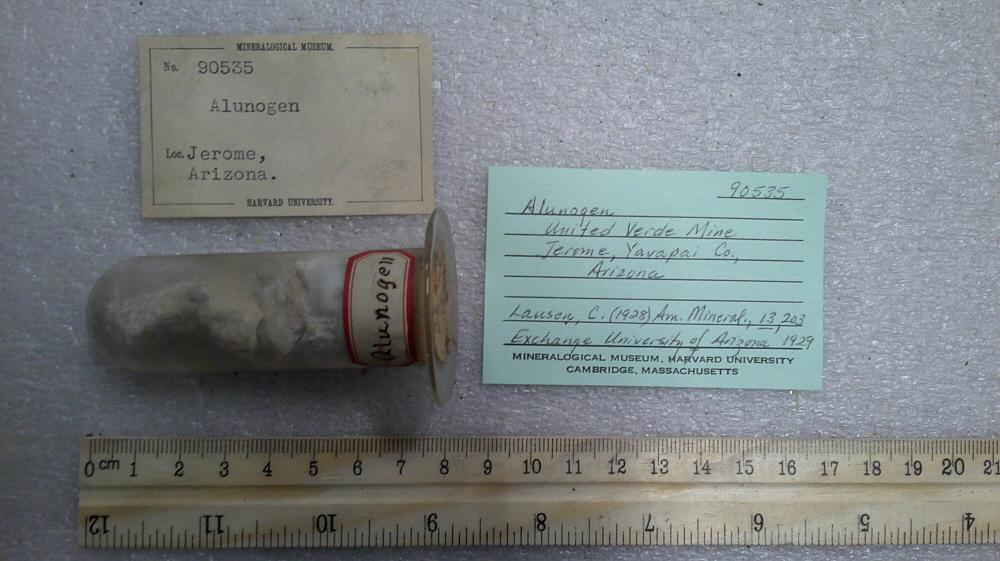 MINERALOGICAL MUSEUM.
No. 90535
Alunogen
Loc. Jerome,
Arizona.
HARVARD UNIVERSITY.
Alunogen
90535
Alunogen
United Verde Mine
Jerome, Yavapai Co.,
Arizona
Lausen, C. (1928) Am. Mineral., 13, 203
Exchange University of Arizona 1929
MINERALOGICAL MUSEUM, HARVARD UNIVERSITY
CAMBRIDGE, MASSACHUSETTS
0 cm 1 2 3 4 5 6 7 8 9 10 11 12 13 14 15 16 17 18 19 20 21
12 11 10 9 8 7 6 5 4